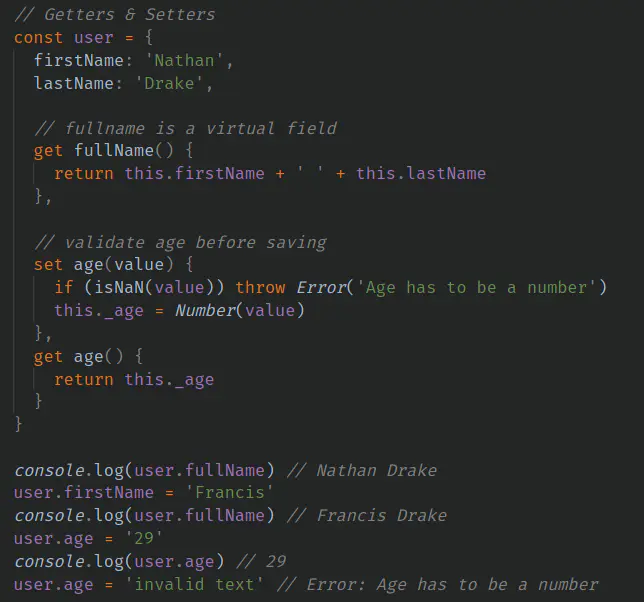 // Getters & Setters
const user = {
  firstName: 'Nathan',
  lastName: 'Drake',

  // fullname is a virtual field
  get fullName() {
    return this.firstName + ' ' + this.lastName
  },

  // validate age before saving
  set age(value) {
    if (isNaN(value)) throw Error('Age has to be a number')
    this._age = Number(value)
  },
  get age() {
    return this._age
  }
}

console.log(user.fullName) // Nathan Drake
user.firstName = 'Francis'
console.log(user.fullName) // Francis Drake
user.age = '29'
console.log(user.age) // 29
user.age = 'invalid text' // Error: Age has to be a number